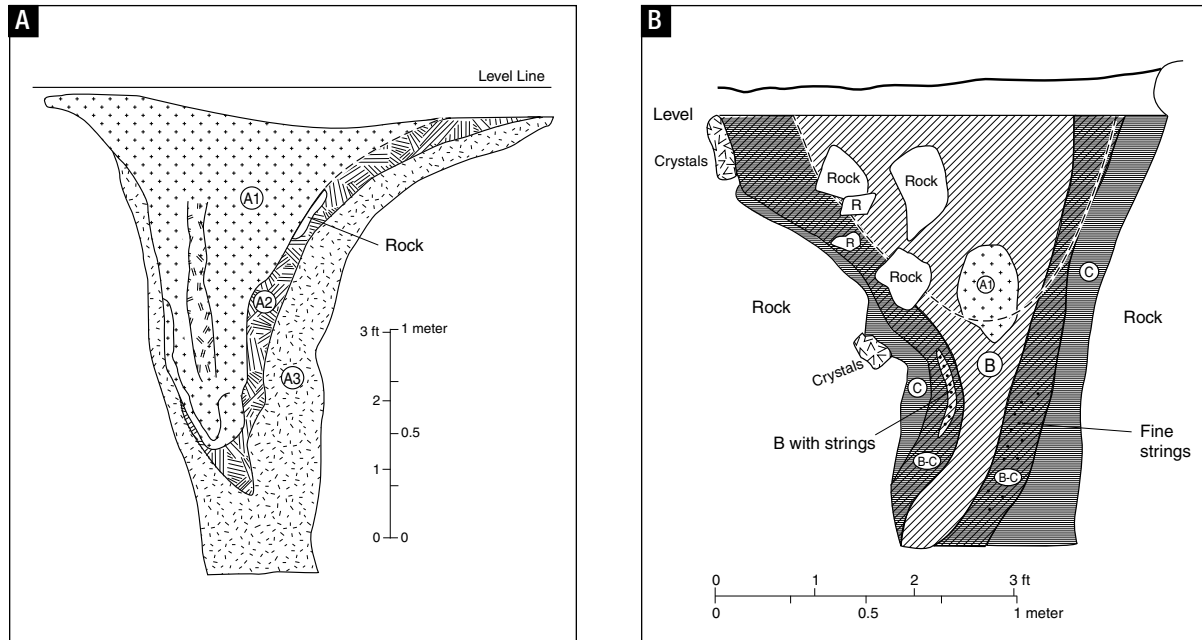 A
Level Line
A1
Rock
A2
3 ft
1 meter
A3
2
0.5
1
0
0
B
Level
Crystals
Rock
Rock
R
R
Rock
A1
C
Rock
Rock
B
Crystals
C
B with strings
Fine
strings
B-C
B-C
0
1
2
3 ft
0
0.5
1 meter